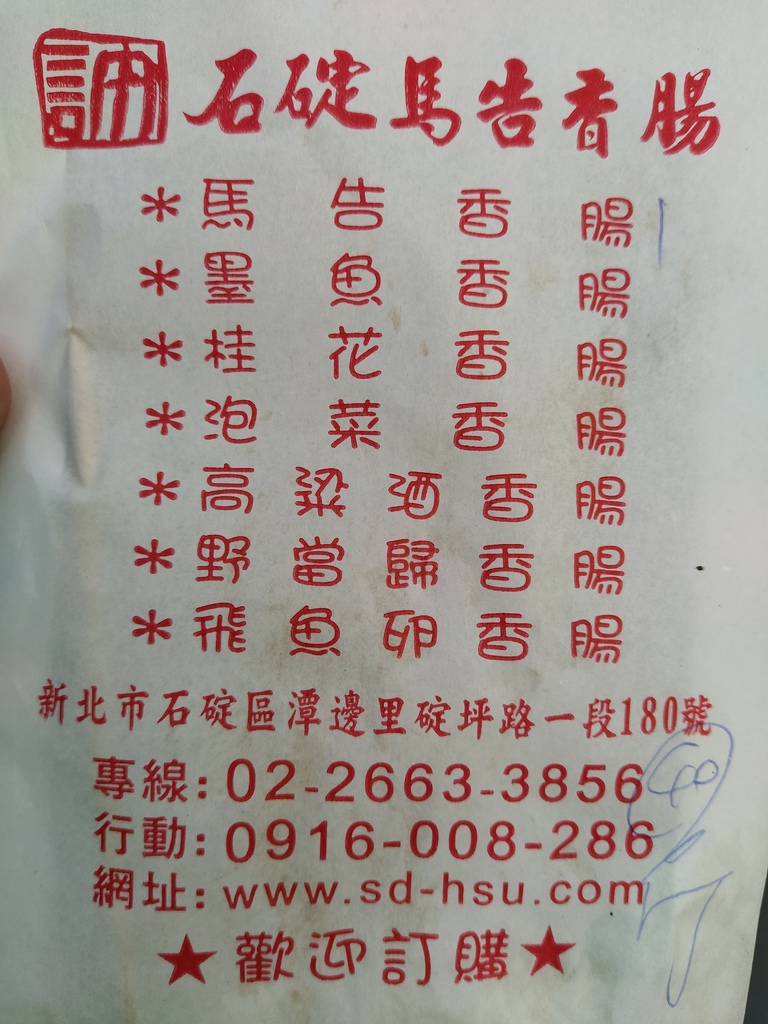 石碇馬告香腸
*馬告香腸
*墨魚香腸
*桂花香腸
*泡菜香腸
*高粱酒香腸
*野當歸香腸
*飛魚卵香腸
新北市石碇區潭邊里碇坪路一段180號
專線:02-2663-3856
行動:0916-008-286
網址:www.sd-hsu.com
★歡迎訂購★